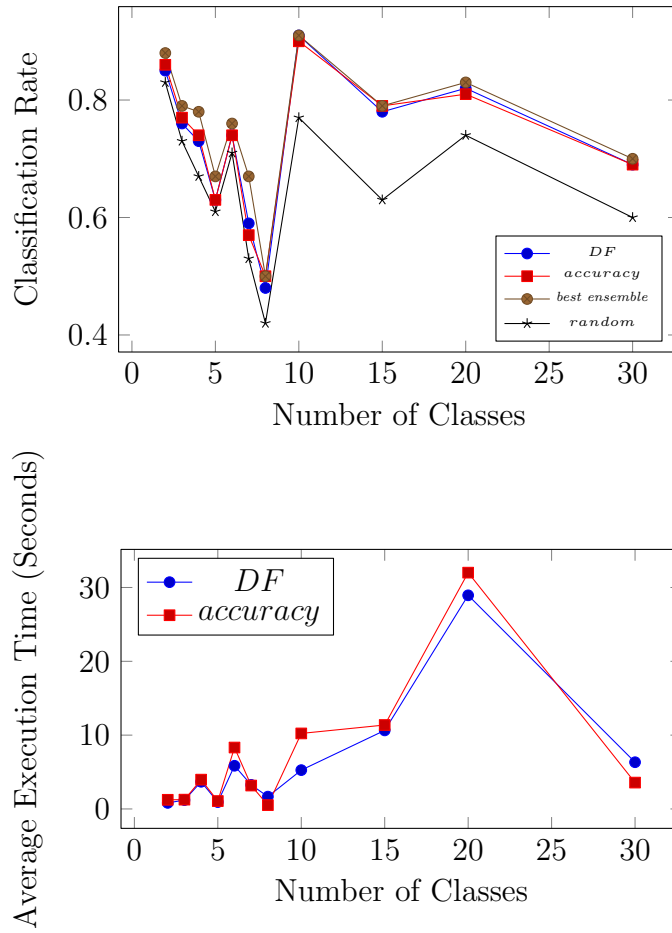 Classification Rate
0.8
0.6
0.4
DF
accuracy
best ensemble
random
0 5 10 15 20 25 30
Number of Classes
Average Execution Time (Seconds)
30
20
10
0
DF
accuracy
0 5 10 15 20 25 30
Number of Classes